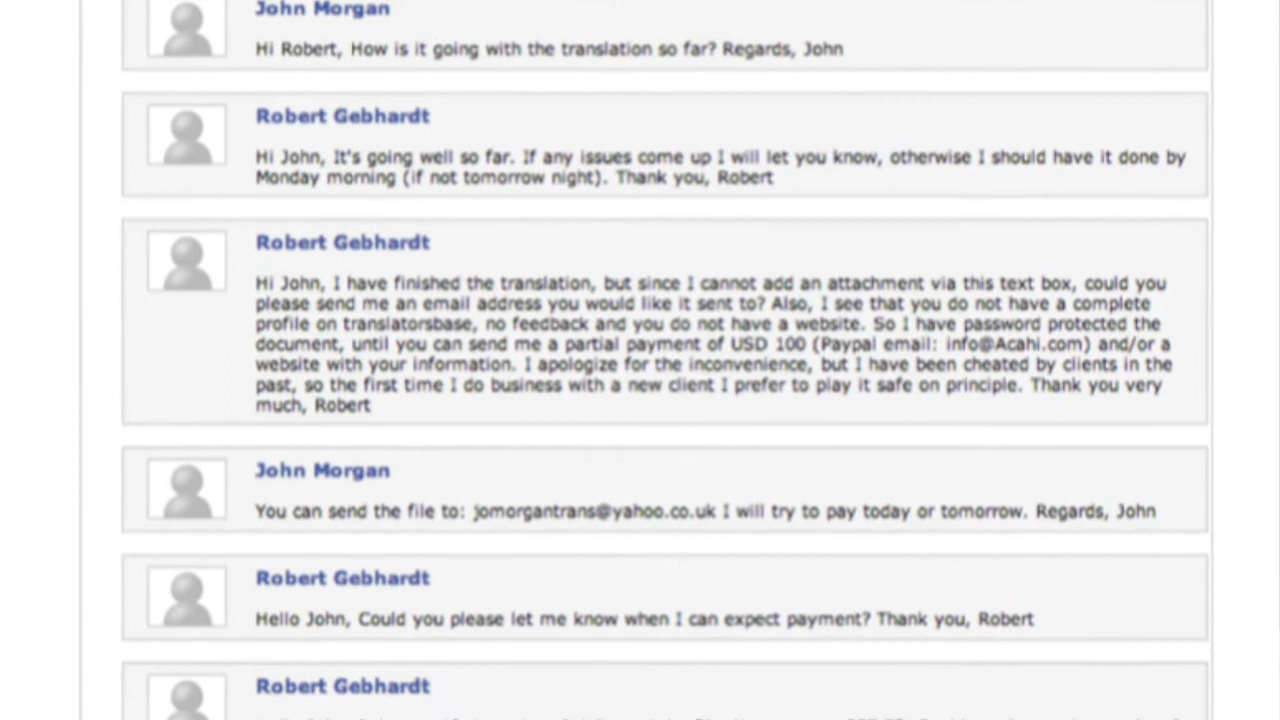 John Morgan
Hi Robert, How is it going with the translation so far? Regards, John
Robert Gebhardt
Hi John, It's going well so far. If any issues come up I will let you know, otherwise I should have it done by
Monday morning (if not tomorrow night). Thank you, Robert
Robert Gebhardt
Hi John, I have finished the translation, but since I cannot add an attachment via this text box, could you
please send me an email address you would like it sent to? Also, I see that you do not have a complete
profile on translatorsbase, no feedback and you do not have a website. So I have password protected the
document, until you can send me a partial payment of USD 100 (Paypal email: info@Acahi.com) and/or a
website with your information. I apologize for the inconvenience, but I have been cheated by clients in the
past, so the first time I do business with a new client I prefer to play it safe on principle. Thank you very
much, Robert
John Morgan
You can send the file to: jomorgantrans@yahoo.co.uk I will try to pay today or tomorrow. Regards, John
Robert Gebhardt
Hello John, Could you please let me know when I can expect payment? Thank you, Robert
Robert Gebhardt